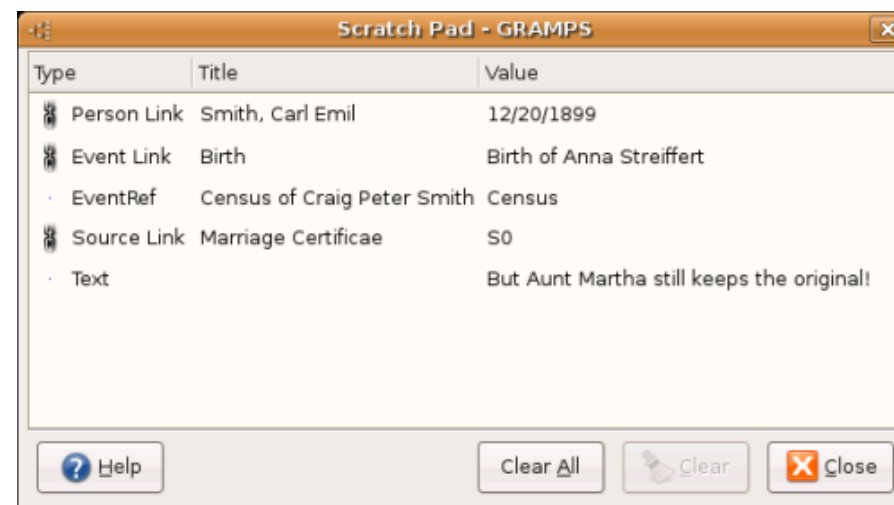 Scratch Pad - GRAMPS
Type Title Value
Person Link Smith, Carl Emil 12/20/1899
Event Link Birth Birth of Anna Streiffert
EventRef Census of Craig Peter Smith Census
Source Link Marriage Certificae S0
Text But Aunt Martha still keeps the original!
Help Clear All Clear Close